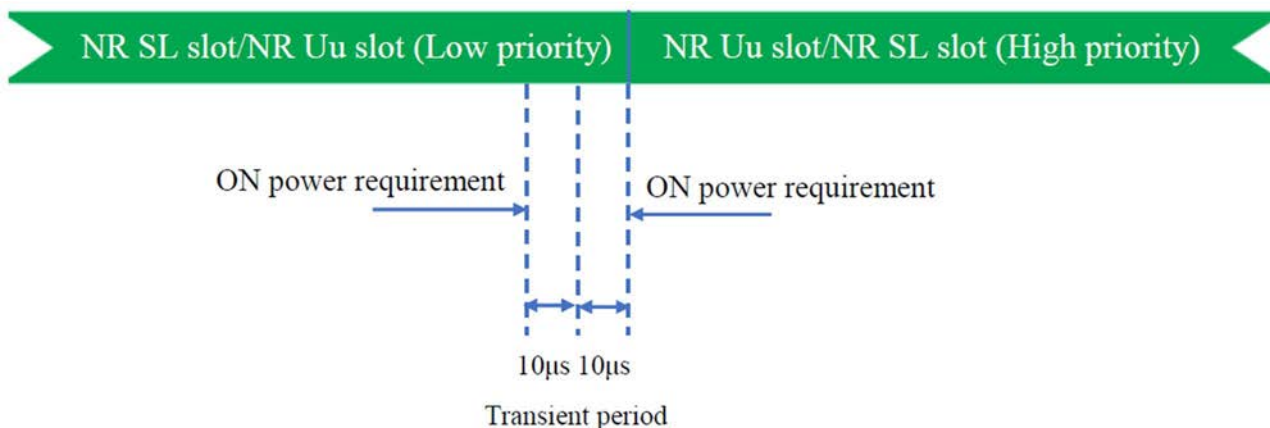 NR SL slot/NR Uu slot (Low priority) NR Uu slot/NR SL slot (High priority)
ON power requirement ON power requirement
10μs 10μs
Transient period